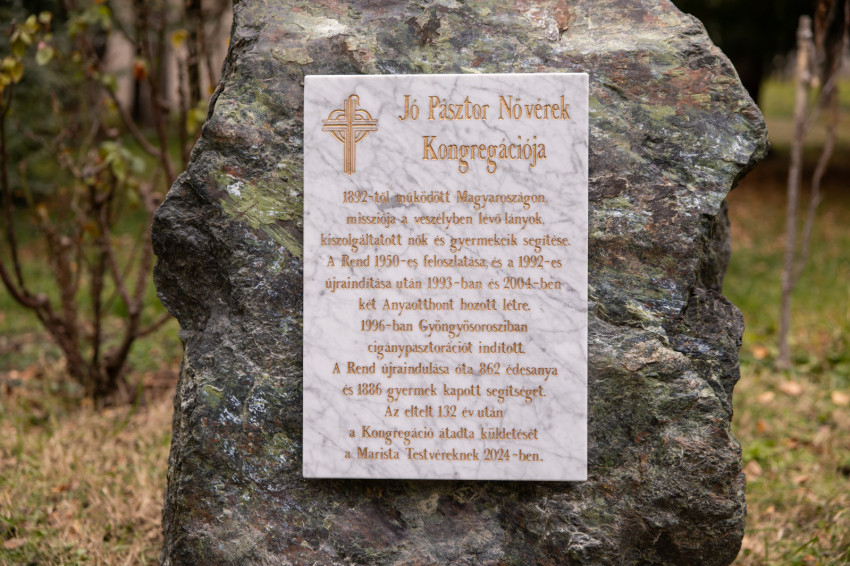 Jó Pásztor Nővérek
Kongregációja
1892-től működött Magyaroszágon,
missziója a veszélyben lévő lányok,
kiszolgáltatott nők és gyermekeik segítése.
A Rend 1950-es feloszlatása, és a 1992-es
újraindítása után 1993-ban és 2004-ben
két Anyaotthont hozott létre.
1996-ban Gyöngyösorosziban
cigánypasztorációt indított.
A Rend újraindulása óta 862 édesanya
és 1886 gyermek kapott segítséget.
Az eltelt 132 év után
a Kongregáció átadta küldetését
a Marista Testvéreknek 2024-ben.